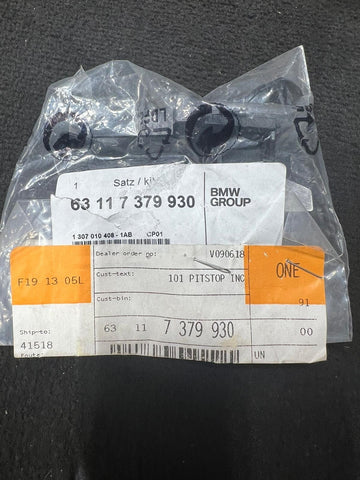 1 Satz / ki
63 11 7 379 930
BMW
GROUP
1 307 010 408 - 1AB CP01
Dealer order no: V090618
ONE
F19 13 05L
Cust-text: 101 PITSTOP INC
Cust-bin: 91
63 11 7 379 930 00
Ship-to:
41518
Route:
UN